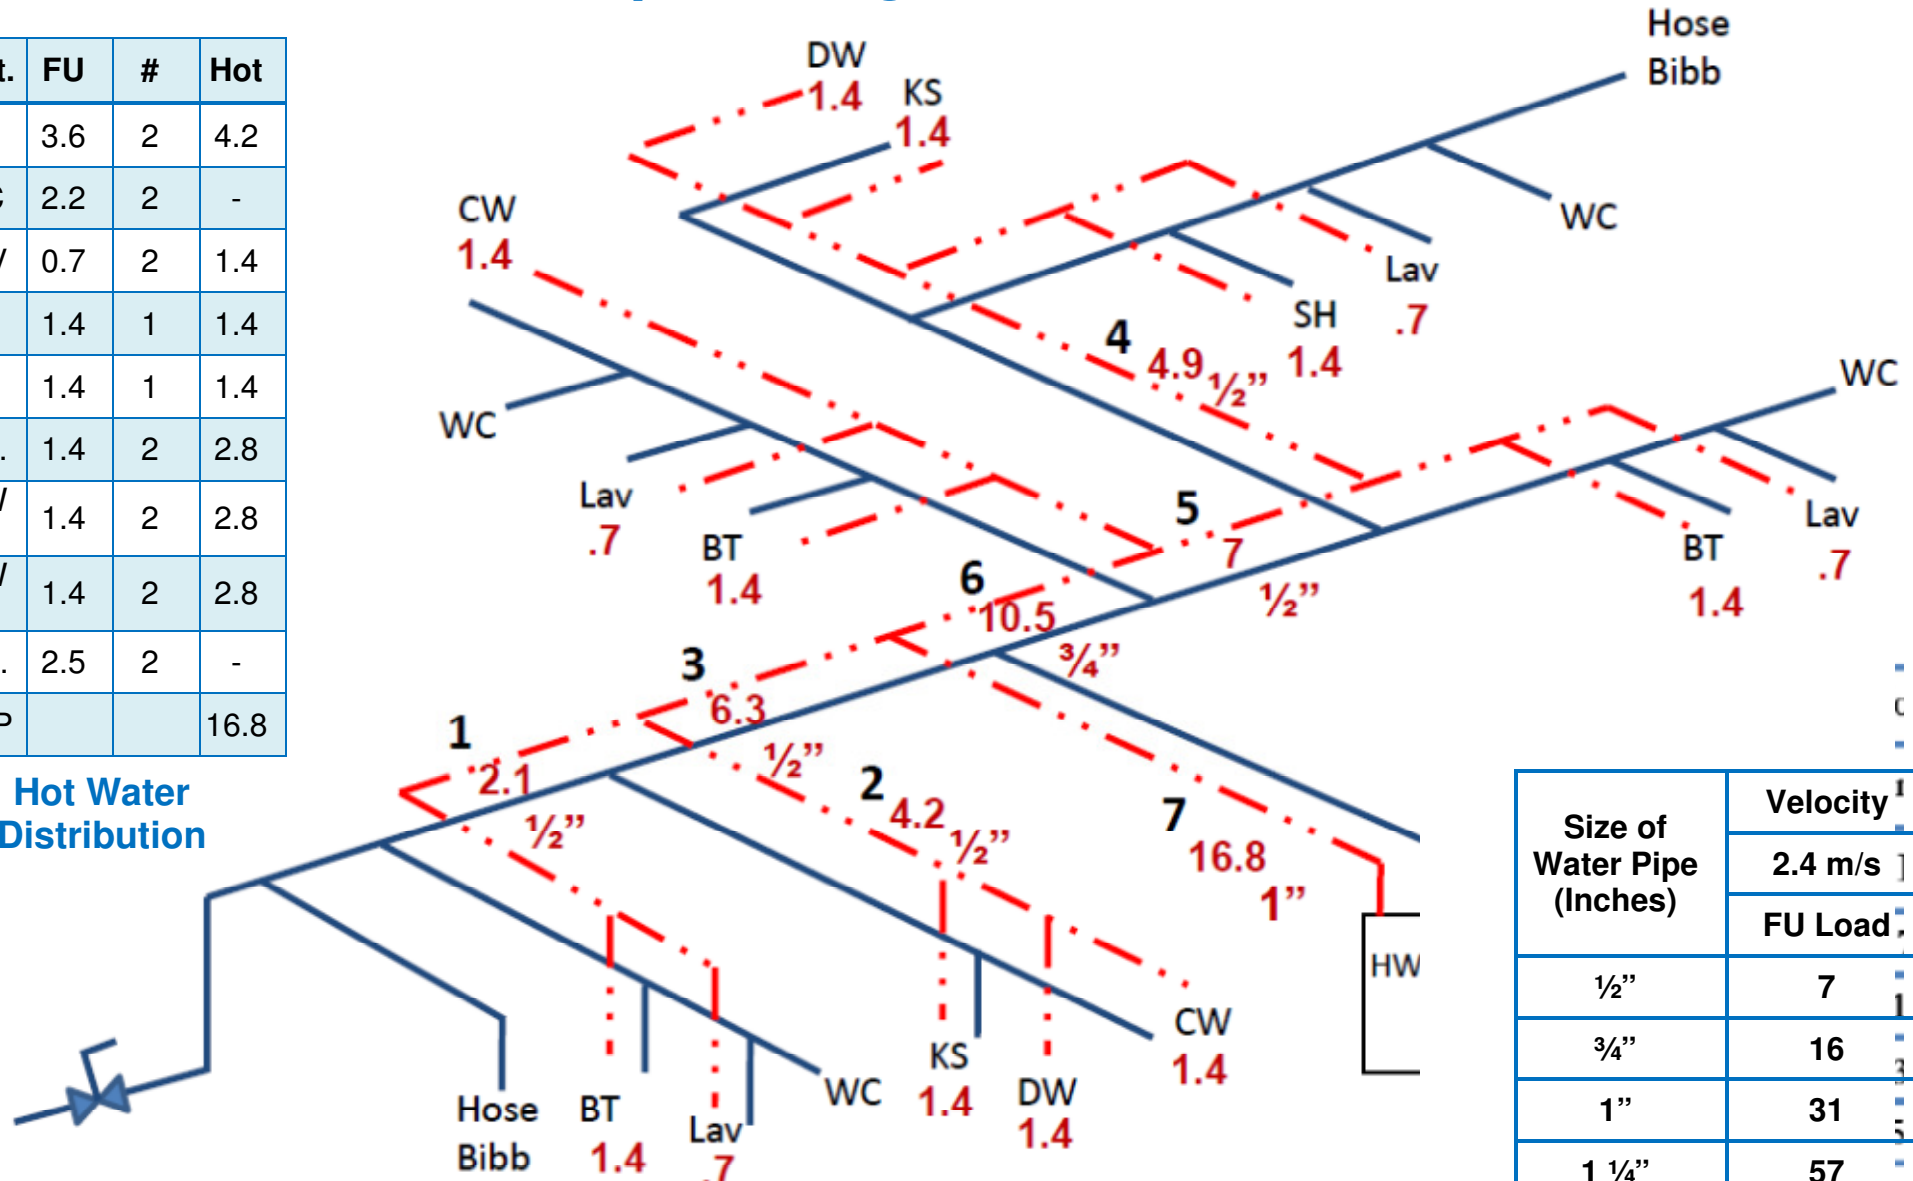 t. FU # Hot
3.6 2 4.2
2.2 2 -
0.7 2 1.4
1.4 1 1.4
1.4 1 1.4
. 1.4 2 2.8
1.4 2 2.8
1.4 2 2.8
. 2.5 2 -
P 16.8
Hot Water
Distribution
DW
1.4
KS
1.4
Hose
Bibb
CW
1.4
WC
Lav
.7
SH
1.4
4
4.9
½”
WC
WC
Lav
.7
BT
1.4
5
7
½”
Lav
.7
BT
1.4
6
10.5
¾”
3
6.3
½”
1
2.1
½”
2
4.2
½”
7
16.8
1”
HW
Hose
Bibb
BT
1.4
Lav
.7
WC
KS
1.4
DW
1.4
CW
1.4
Size of
Water Pipe
(Inches)
Velocity
2.4 m/s
FU Load
½” 7
¾” 16
1” 31
1 ¼” 57